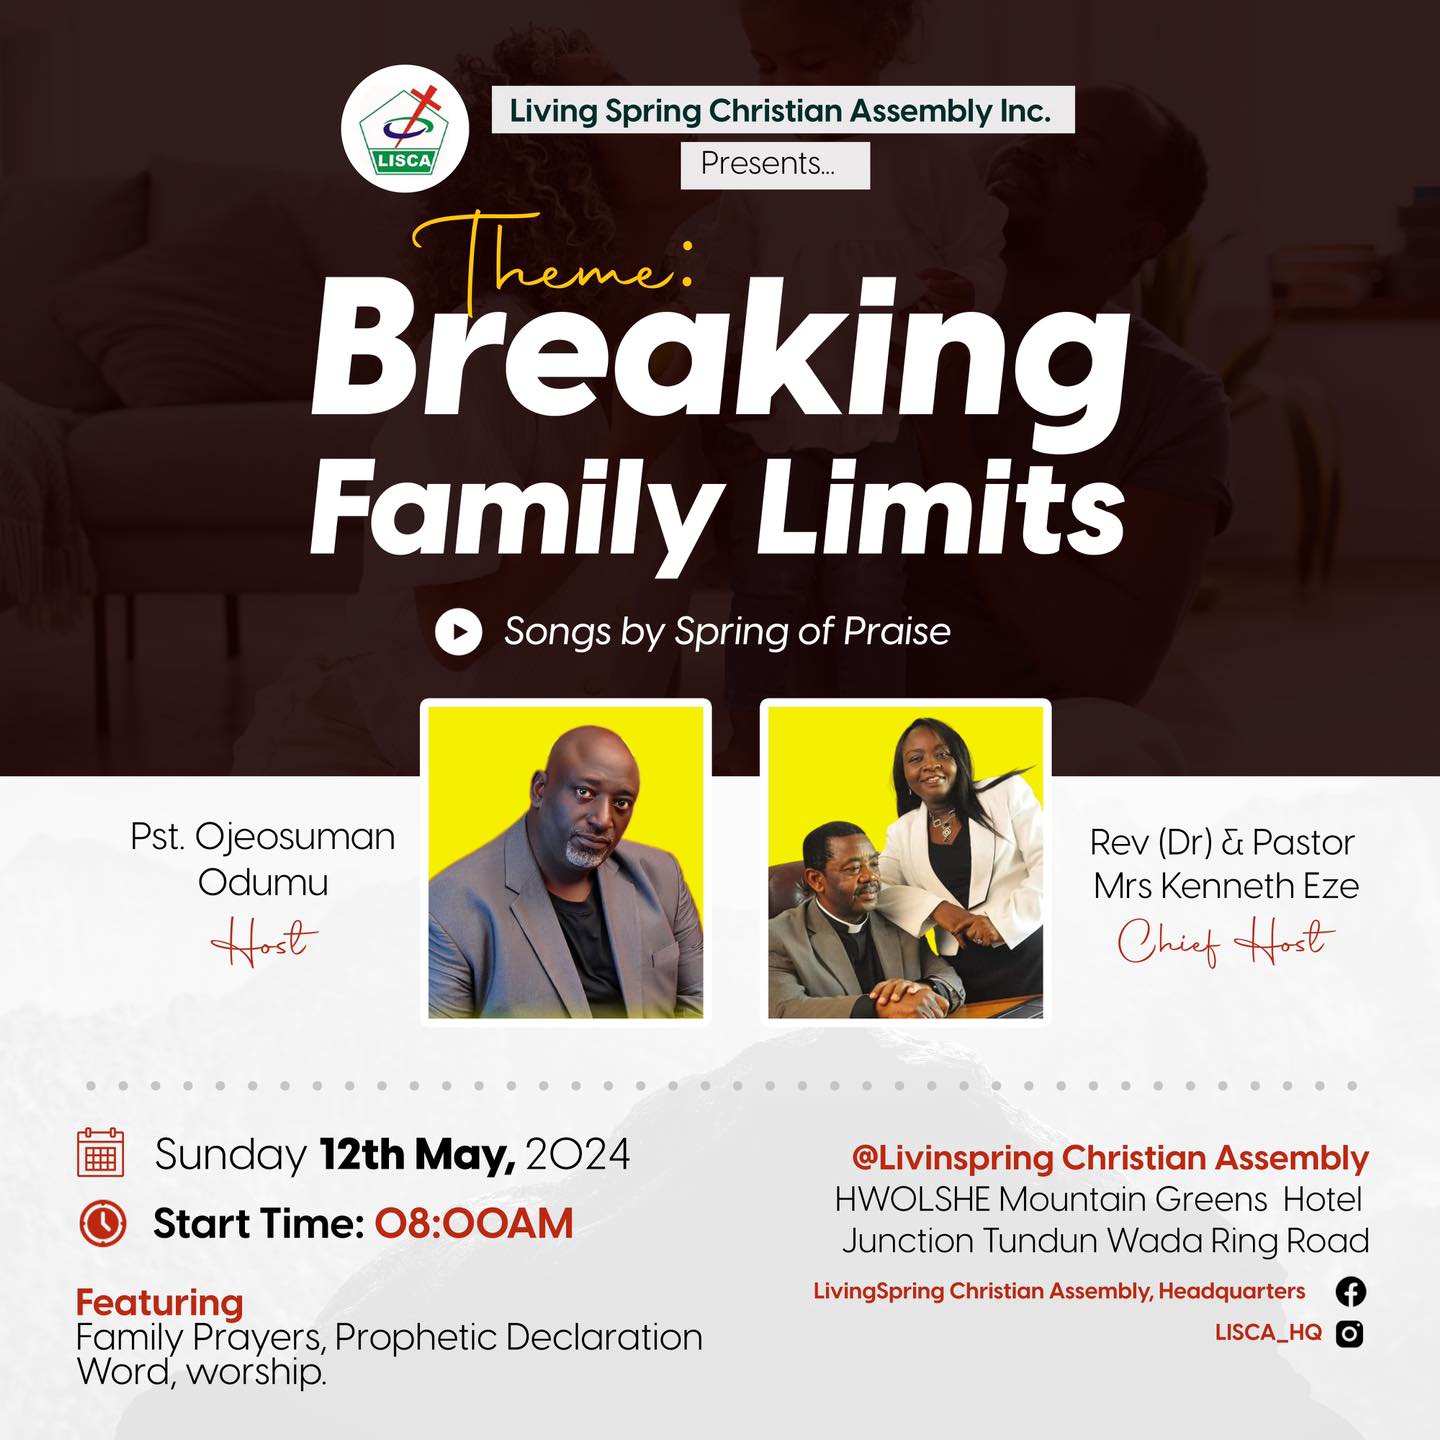 LISCA
Living Spring Christian Assembly Inc.
Presents...
Theme:
Breaking
Family Limits
Songs by Spring of Praise
Pst. Ojeosuman
Odumu
Host
Rev (Dr) & Pastor
Mrs Kenneth Eze
Chief Host
Sunday 12th May, 2024
Start Time: 08:00AM
Featuring
Family Prayers, Prophetic Declaration
Word, worship.
@Livinspring Christian Assembly
HWOLSHE Mountain Greens Hotel
Junction Tundun Wada Ring Road
LivingSpring Christian Assembly, Headquarters
LISCA_HQ